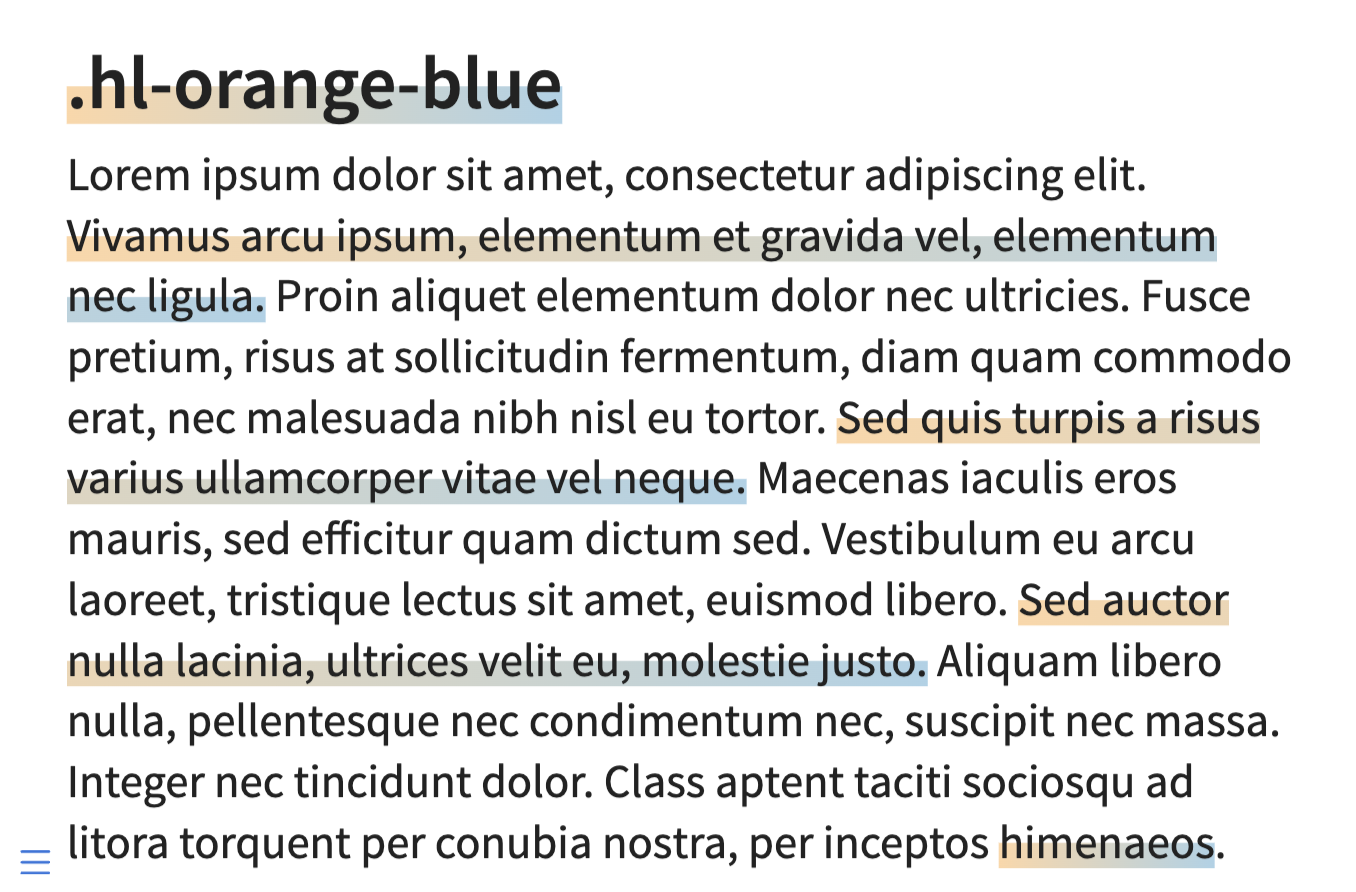 .hl-orange-blue
Lorem ipsum dolor sit amet, consectetur adipiscing elit.
Vivamus arcu ipsum, elementum et gravida vel, elementum
nec ligula. Proin aliquet elementum dolor nec ultricies. Fusce
pretium, risus at sollicitudin fermentum, diam quam commodo
erat, nec malesuada nibh nisl eu tortor. Sed quis turpis a risus
varius ullamcorper vitae vel neque. Maecenas iaculis eros
mauris, sed efficitur quam dictum sed. Vestibulum eu arcu
laoreet, tristique lectus sit amet, euismod libero. Sed auctor
nulla lacinia, ultrices velit eu, molestie justo. Aliquam libero
nulla, pellentesque nec condimentum nec, suscipit nec massa.
Integer nec tincidunt dolor. Class aptent taciti sociosqu ad
litora torquent per conubia nostra, per inceptos himenaeos.